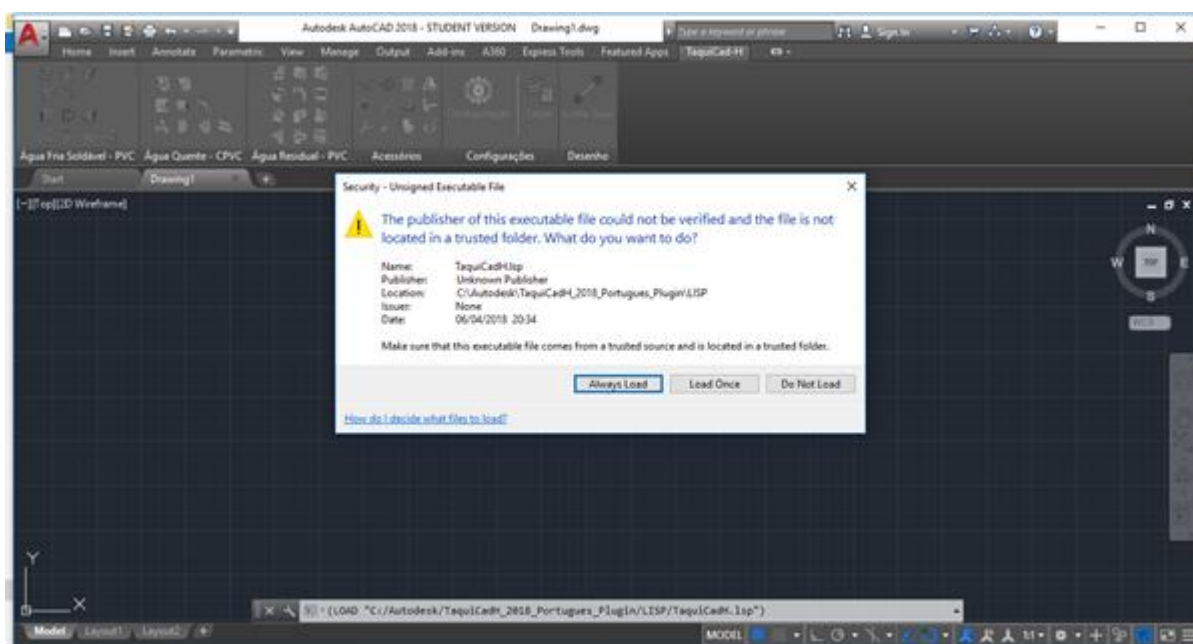 Autodesk AutoCAD 2018 - STUDENT VERSION Drawing1.dwg
Type a keyword or phrase
Sign In
Home Insert Annotate Parametric View Manage Output Add-ins A360 Express Tools Featured Apps TaquiCad-H
Água Fria Soldável - PVC Água Quente - CPVC Água Residual - PVC Acessórios Configurações Desenho
Start Drawing1
[-][Top][2D Wireframe]
Security - Unsigned Executable File
The publisher of this executable file could not be verified and the file is not
located in a trusted folder. What do you want to do?
Name: TaquiCadH.lsp
Publisher: Unknown Publisher
Location: C:\Autodesk\TaquiCadH_2018_Portugues_Plugin\LISP
Issuer: None
Date: 06/04/2018 20:34
Make sure that this executable file comes from a trusted source and is located in a trusted folder.
Always Load Load Once Do Not Load
How do I decide what files to load?
N
W TOP E
S
WCS
Y
X
(LOAD "C:/Autodesk/TaquiCadH_2018_Portugues_Plugin/LISP/TaquiCadH.lsp")
Model Layout1 Layout2 +
MODEL 1:1